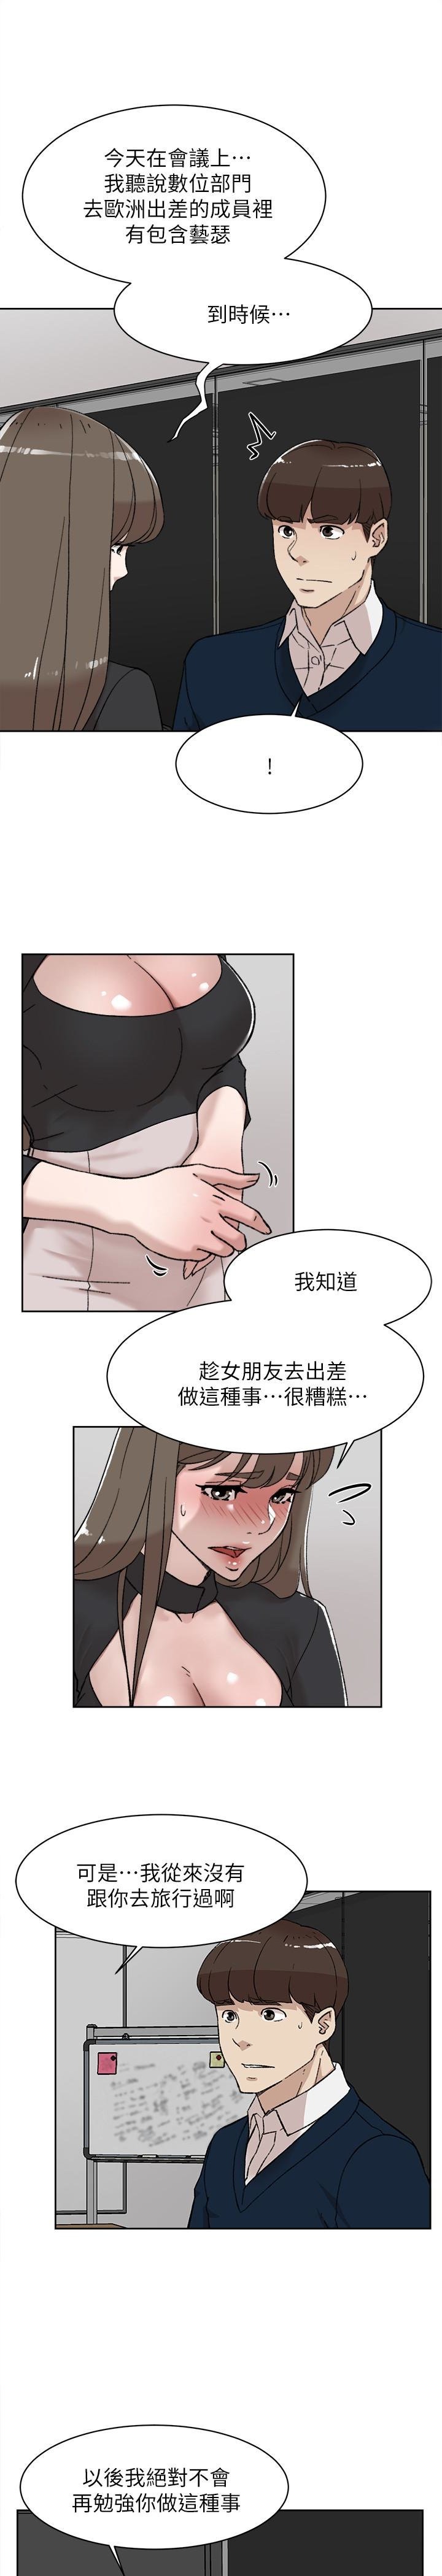 今天在會議上⋯
我聽說數位部門
去歐洲出差的成員裡
有包含藝瑟
到時候⋯
！
我知道
趁女朋友去出差
做這種事⋯很糟糕⋯
可是⋯我從來沒有
跟你去旅行過啊
以後我絕對不會
再勉強你做這種事